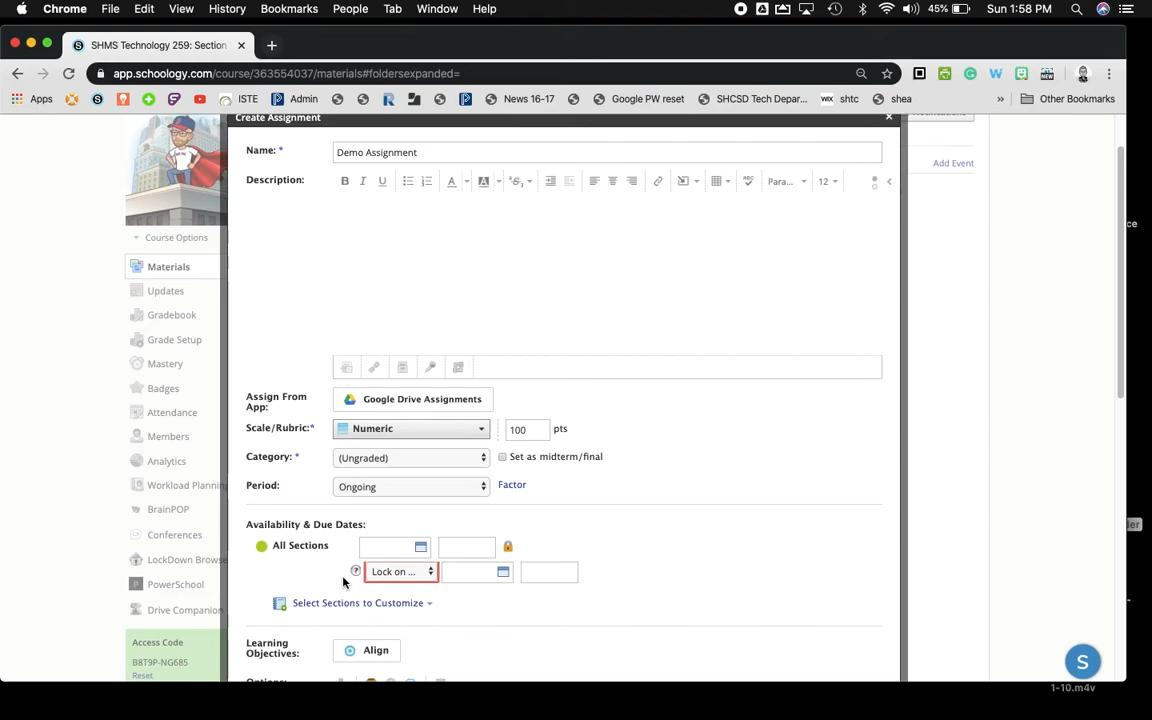 Chrome File Edit View History Bookmarks People Tab Window Help 45% Sun 1:58 PM
SHMS Technology 259: Section
app.schoology.com/course/363554037/materials#foldersexpanded=
Apps ISTE Admin News 16-17 Google PW reset SHCSD Tech Depar... WIX shtc shea » Other Bookmarks
Create Assignment
Add Event
Name: * Demo Assignment
Description: B I U Para... 12
Course Options
Materials
Updates
Gradebook
Grade Setup
Mastery
Badges
Attendance
Members
Analytics
Workload Planning
BrainPOP
Conferences
LockDown Browse
PowerSchool
Drive Companion
Access Code
B8T9P-NG685
Reset
Assign From
App:
Google Drive Assignments
Scale/Rubric:* Numeric 100 pts
Category: * (Ungraded) Set as midterm/final
Period: Ongoing Factor
Availability & Due Dates:
All Sections
Lock on ...
Select Sections to Customize
Learning
Objectives:
Align
S
1-10.m4v